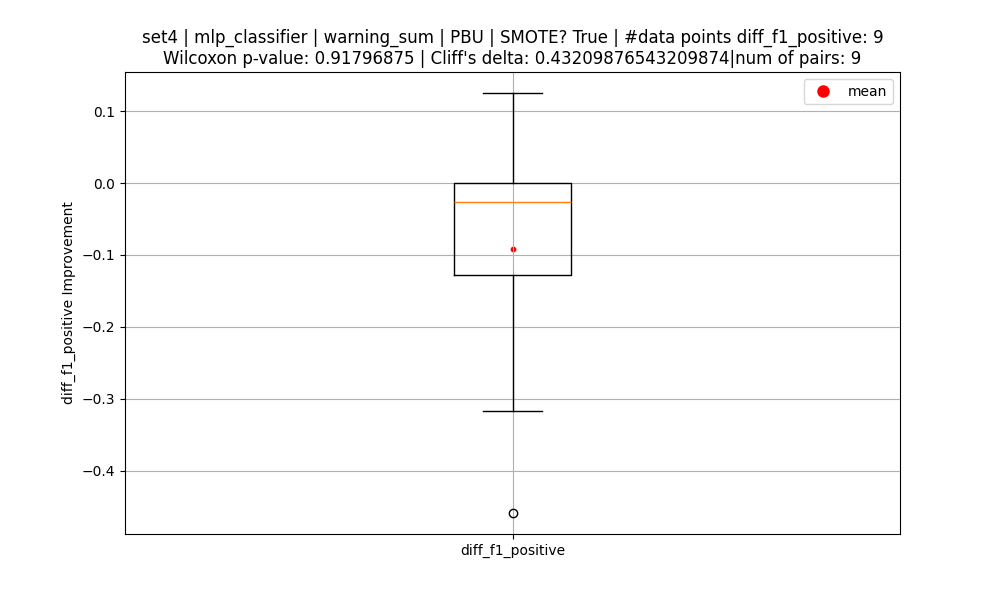 set4 | mlp_classifier | warning_sum | PBU | SMOTE? True | #data points diff_f1_positive: 9
Wilcoxon p-value: 0.91796875 | Cliff's delta: 0.43209876543209874|num of pairs: 9
mean
0.1
0.0
−0.1
−0.2
−0.3
−0.4
diff_f1_positive Improvement
diff_f1_positive